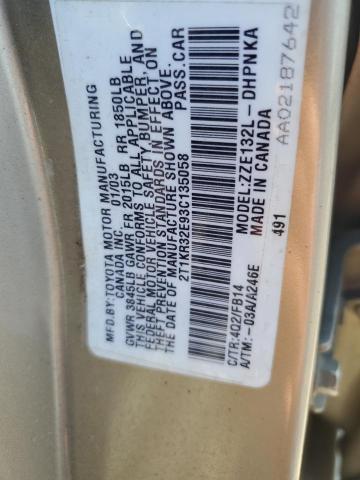 MFD. BY:TOYOTA MOTOR MANUFACTURING
CANADA INC. 01/03
GVWR 3845LB GAWR FR 2015LB RR 1850LB
THIS VEHICLE CONFORMS TO ALL APPLICABLE
FEDERAL MOTOR VEHICLE SAFETY,BUMPER, AND
THEFT PREVENTION STANDARDS IN EFFECT ON
THE DATE OF MANUFACTURE SHOWN ABOVE.
2T1KR32E93C135058 PASS.CAR
C/TR:4Q2/FB14 MODEL:ZZE132L
A/TM:-03A/A246E -DHPNKA
MADE IN CANADA
491
AA02187642